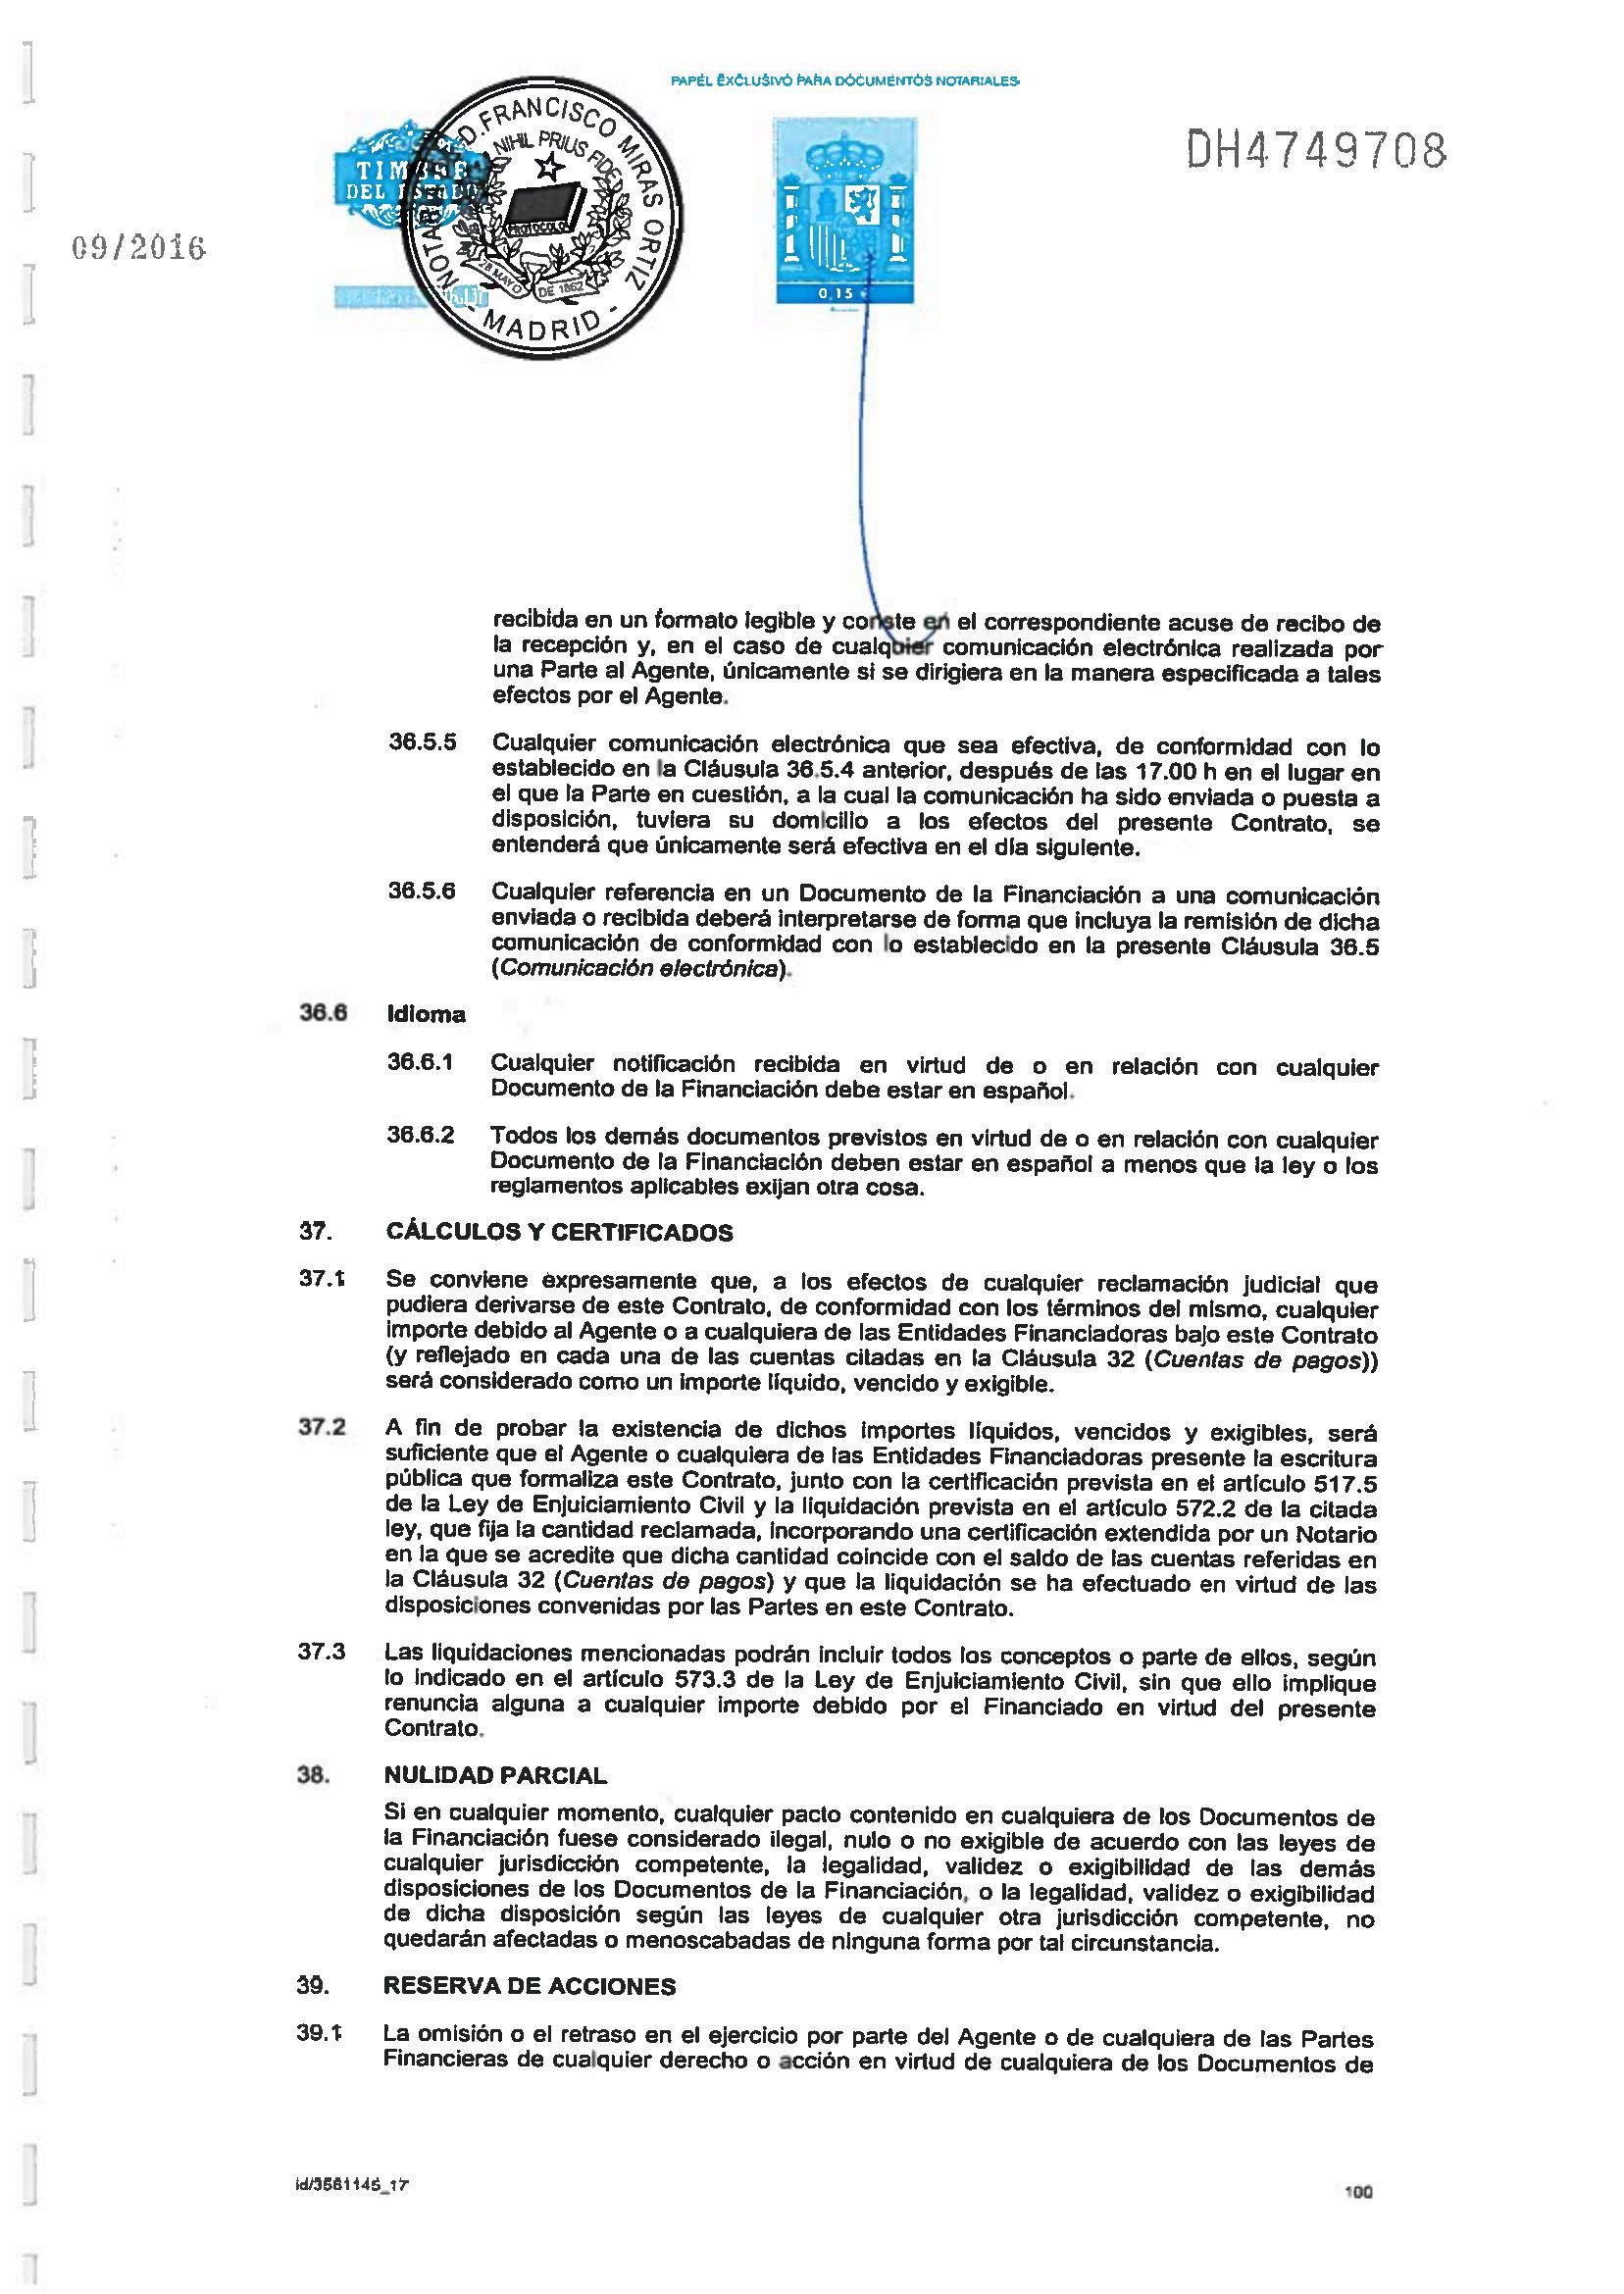 PAPEL EXCLUSIVO PARA DOCUMENTOS NOTARIALES
DH4749708
09/2016
TIMBRE
DEL ESTADO
D. FRANCISCO MIRAS ORTIZ
NIHIL PRIUS FIDE
PROTOCOLO
28 MAYO DE 1862
- MADRID -
0,15 €
recibida en un formato legible y conste en el correspondiente acuse de recibo de
la recepción y, en el caso de cualquier comunicación electrónica realizada por
una Parte al Agente, únicamente si se dirigiera en la manera especificada a tales
efectos por el Agente.
36.5.5 Cualquier comunicación electrónica que sea efectiva, de conformidad con lo
establecido en la Cláusula 36.5.4 anterior, después de las 17.00 h en el lugar en
el que la Parte en cuestión, a la cual la comunicación ha sido enviada o puesta a
disposición, tuviera su domicilio a los efectos del presente Contrato, se
entenderá que únicamente será efectiva en el día siguiente.
36.5.6 Cualquier referencia en un Documento de la Financiación a una comunicación
enviada o recibida deberá interpretarse de forma que incluya la remisión de dicha
comunicación de conformidad con lo establecido en la presente Cláusula 36.5
(Comunicación electrónica).
36.6 Idioma
36.6.1 Cualquier notificación recibida en virtud de o en relación con cualquier
Documento de la Financiación debe estar en español.
36.6.2 Todos los demás documentos previstos en virtud de o en relación con cualquier
Documento de la Financiación deben estar en español a menos que la ley o los
reglamentos aplicables exijan otra cosa.
37. CÁLCULOS Y CERTIFICADOS
37.1 Se conviene expresamente que, a los efectos de cualquier reclamación judicial que
pudiera derivarse de este Contrato, de conformidad con los términos del mismo, cualquier
importe debido al Agente o a cualquiera de las Entidades Financiadoras bajo este Contrato
(y reflejado en cada una de las cuentas citadas en la Cláusula 32 (Cuentas de pagos))
será considerado como un importe líquido, vencido y exigible.
37.2 A fin de probar la existencia de dichos importes líquidos, vencidos y exigibles, será
suficiente que el Agente o cualquiera de las Entidades Financiadoras presente la escritura
pública que formaliza este Contrato, junto con la certificación prevista en el artículo 517.5
de la Ley de Enjuiciamiento Civil y la liquidación prevista en el artículo 572.2 de la citada
ley, que fija la cantidad reclamada, incorporando una certificación extendida por un Notario
en la que se acredite que dicha cantidad coincide con el saldo de las cuentas referidas en
la Cláusula 32 (Cuentas de pagos) y que la liquidación se ha efectuado en virtud de las
disposiciones convenidas por las Partes en este Contrato.
37.3 Las liquidaciones mencionadas podrán incluir todos los conceptos o parte de ellos, según
lo indicado en el artículo 573.3 de la Ley de Enjuiciamiento Civil, sin que ello implique
renuncia alguna a cualquier importe debido por el Financiado en virtud del presente
Contrato.
38. NULIDAD PARCIAL
Si en cualquier momento, cualquier pacto contenido en cualquiera de los Documentos de
la Financiación fuese considerado ilegal, nulo o no exigible de acuerdo con las leyes de
cualquier jurisdicción competente, la legalidad, validez o exigibilidad de las demás
disposiciones de los Documentos de la Financiación, o la legalidad, validez o exigibilidad
de dicha disposición según las leyes de cualquier otra jurisdicción competente, no
quedarán afectadas o menoscabadas de ninguna forma por tal circunstancia.
39. RESERVA DE ACCIONES
39.1 La omisión o el retraso en el ejercicio por parte del Agente o de cualquiera de las Partes
Financieras de cualquier derecho o acción en virtud de cualquiera de los Documentos de
id/3561145_17
100